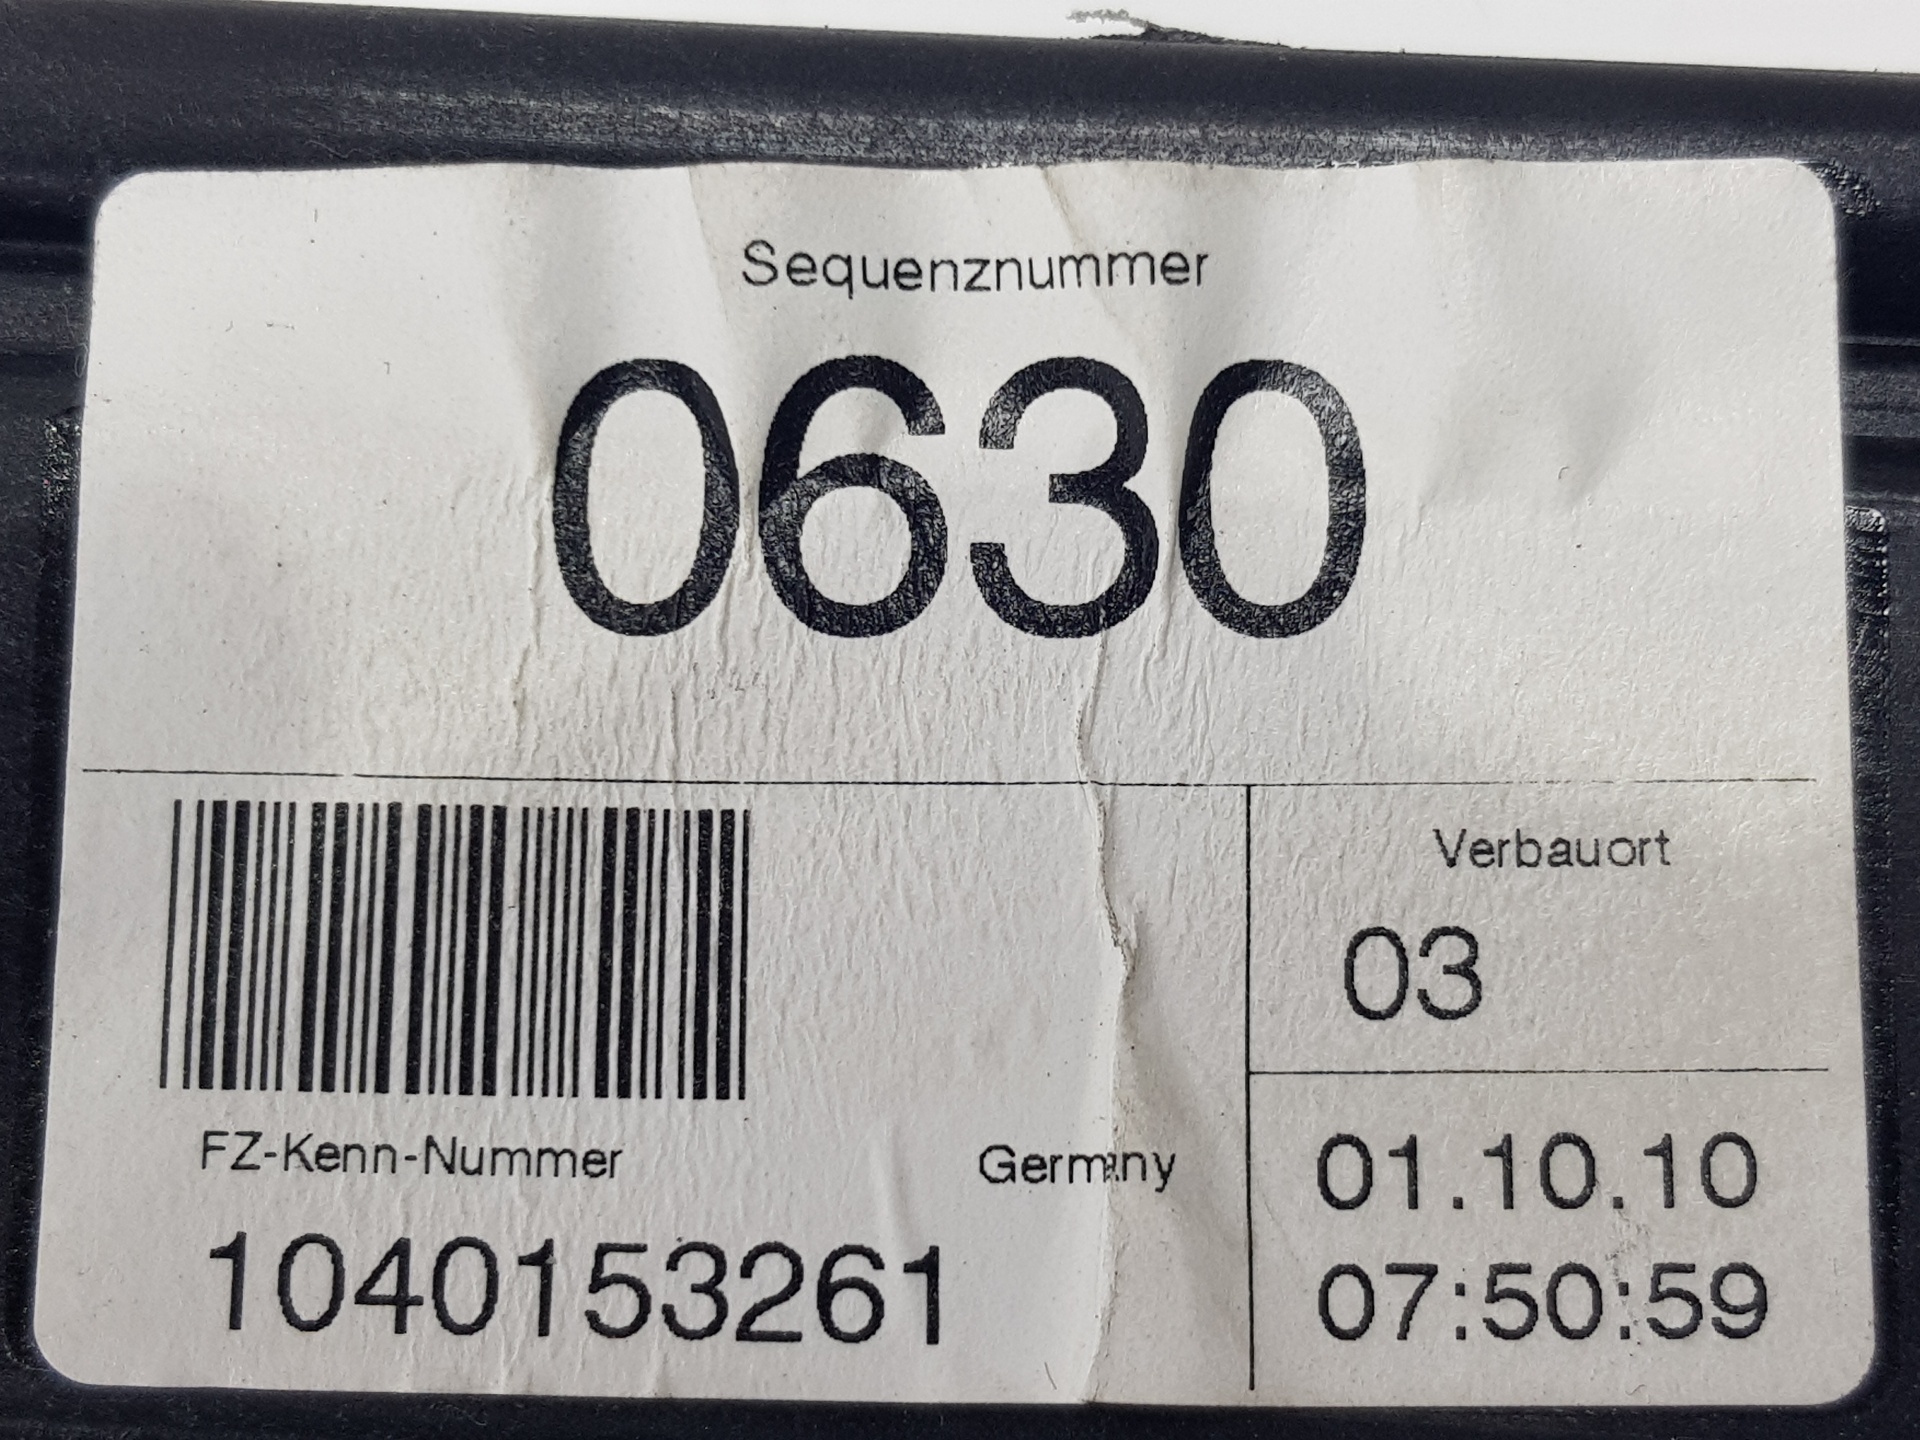 Sequenznummer
0630
Verbauort
03
FZ-Kenn-Nummer
Germany
1040153261
01.10.10
07:50:59